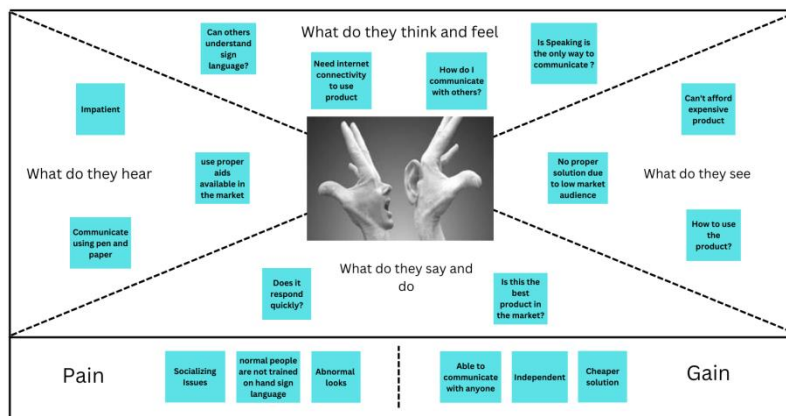 What do they think and feel
Can others
understand
sign
language?
Need internet
connectivity
to use
product
How do I
communicate
with others?
Is Speaking is
the only way to
communicate ?
What do they hear
Impatient
use proper
aids
available in
the market
Communicate
using pen and
paper
What do they see
Can't afford
expensive
product
No proper
solution due
to low market
audience
How to use
the
product?
What do they say and
do
Does it
respond
quickly?
Is this the
best
product in
the market?
Pain
Socializing
Issues
normal people
are not trained
on hand sign
language
Abnormal
looks
Able to
communicate
with anyone
Independent
Cheaper
solution
Gain